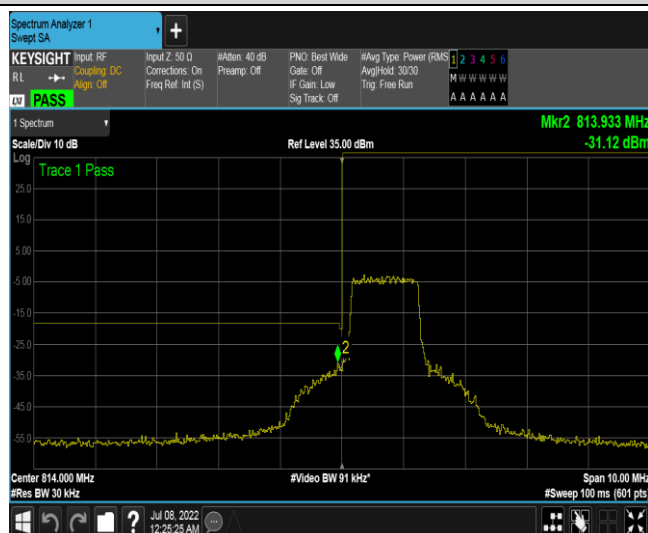 Spectrum Analyzer 1
Swept SA
+
KEYSIGHT Input: RF Input Z: 50 Ω #Atten: 40 dB PNO: Best Wide #Avg Type: Power (RMS 1 2 3 4 5 6
RL Coupling: DC Corrections: On Preamp: Off Gate: Off Avg|Hold: 30/30 M W W W W W
Align: Off Freq Ref: Int (S) IF Gain: Low Trig: Free Run
LXI PASS Sig Track: Off A A A A A A
1 Spectrum Mkr2 813.933 MHz
Scale/Div 10 dB Ref Level 35.00 dBm -31.12 dBm
Log
Trace 1 Pass
25.0
15.0
5.00
-5.00
-15.0
-25.0
2
-35.0
-45.0
-55.0
Center 814.000 MHz #Video BW 91 kHz* Span 10.00 MHz
#Res BW 30 kHz #Sweep 100 ms (601 pts)
? Jul 08, 2022
12:25:25 AM